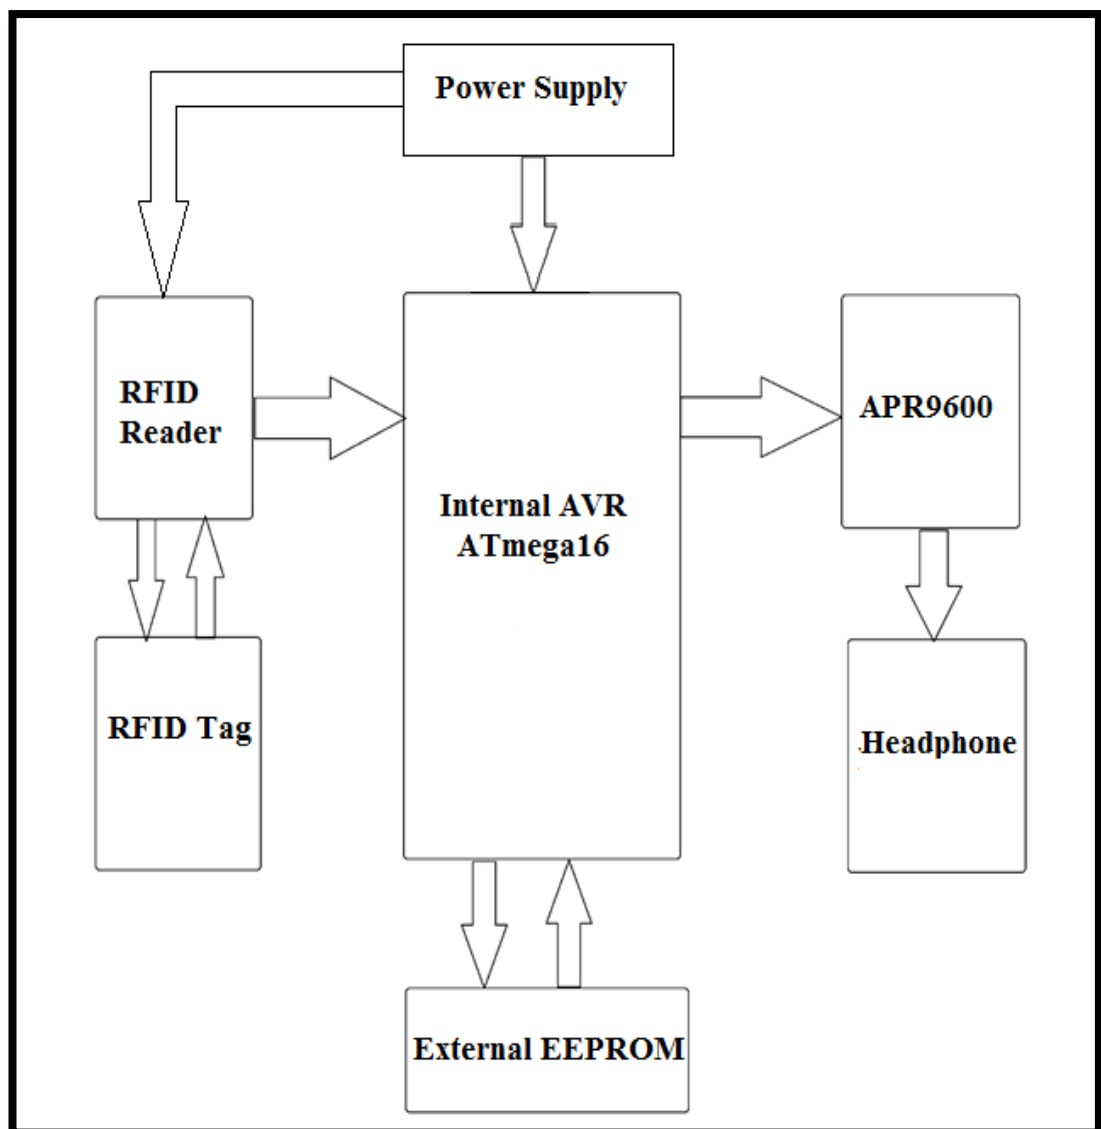 Power Supply
RFID
Reader
APR9600
Internal AVR
ATmega16
RFID Tag
Headphone
External EEPROM